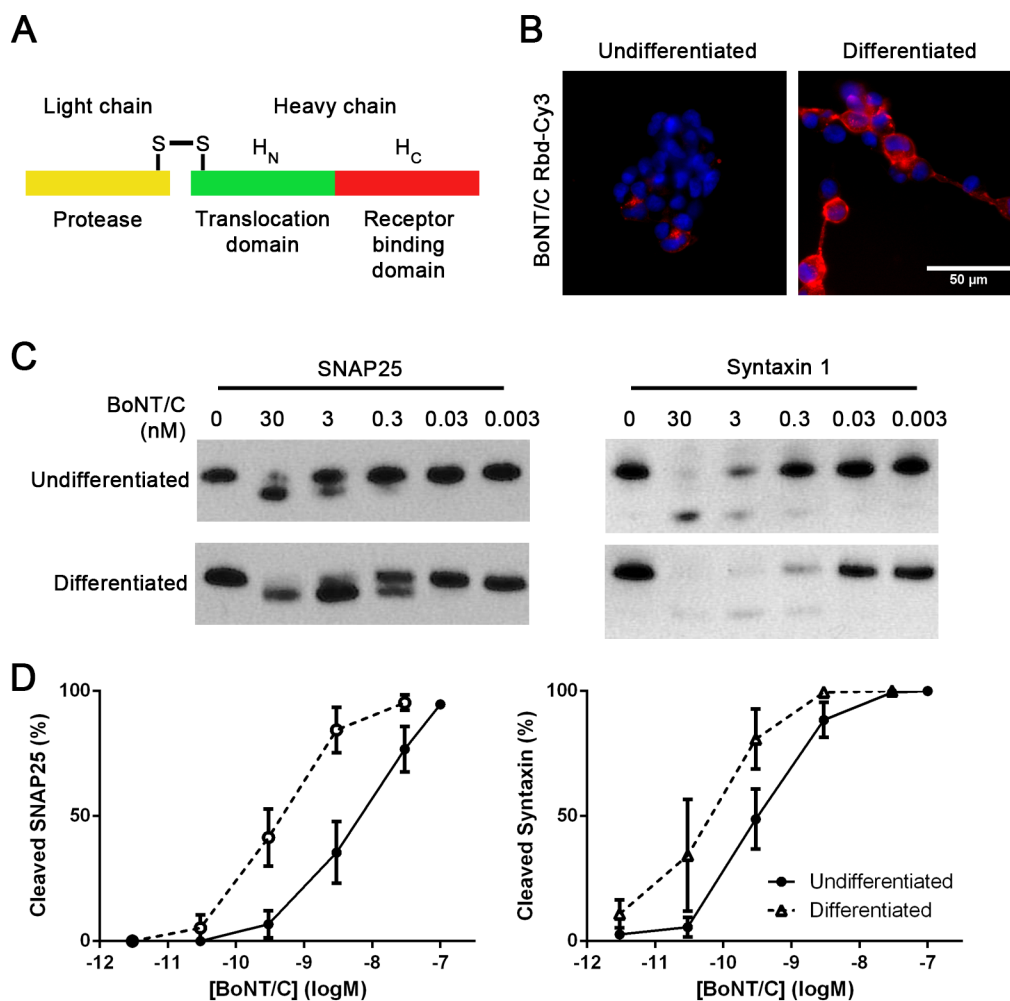 A
Light chain
Heavy chain
S
S
H_N
H_C
Protease
Translocation
domain
Receptor
binding
domain
B
Undifferentiated
Differentiated
BoNT/C Rbd-Cy3
50 µm
C
SNAP25
Syntaxin 1
BoNT/C
(nM)
0 30 3 0.3 0.03 0.003
0 30 3 0.3 0.03 0.003
Undifferentiated
Differentiated
D
Cleaved SNAP25 (%)
100
50
0
-12 -11 -10 -9 -8 -7
[BoNT/C] (logM)
Cleaved Syntaxin (%)
100
50
0
Undifferentiated
Differentiated
-12 -11 -10 -9 -8 -7
[BoNT/C] (logM)